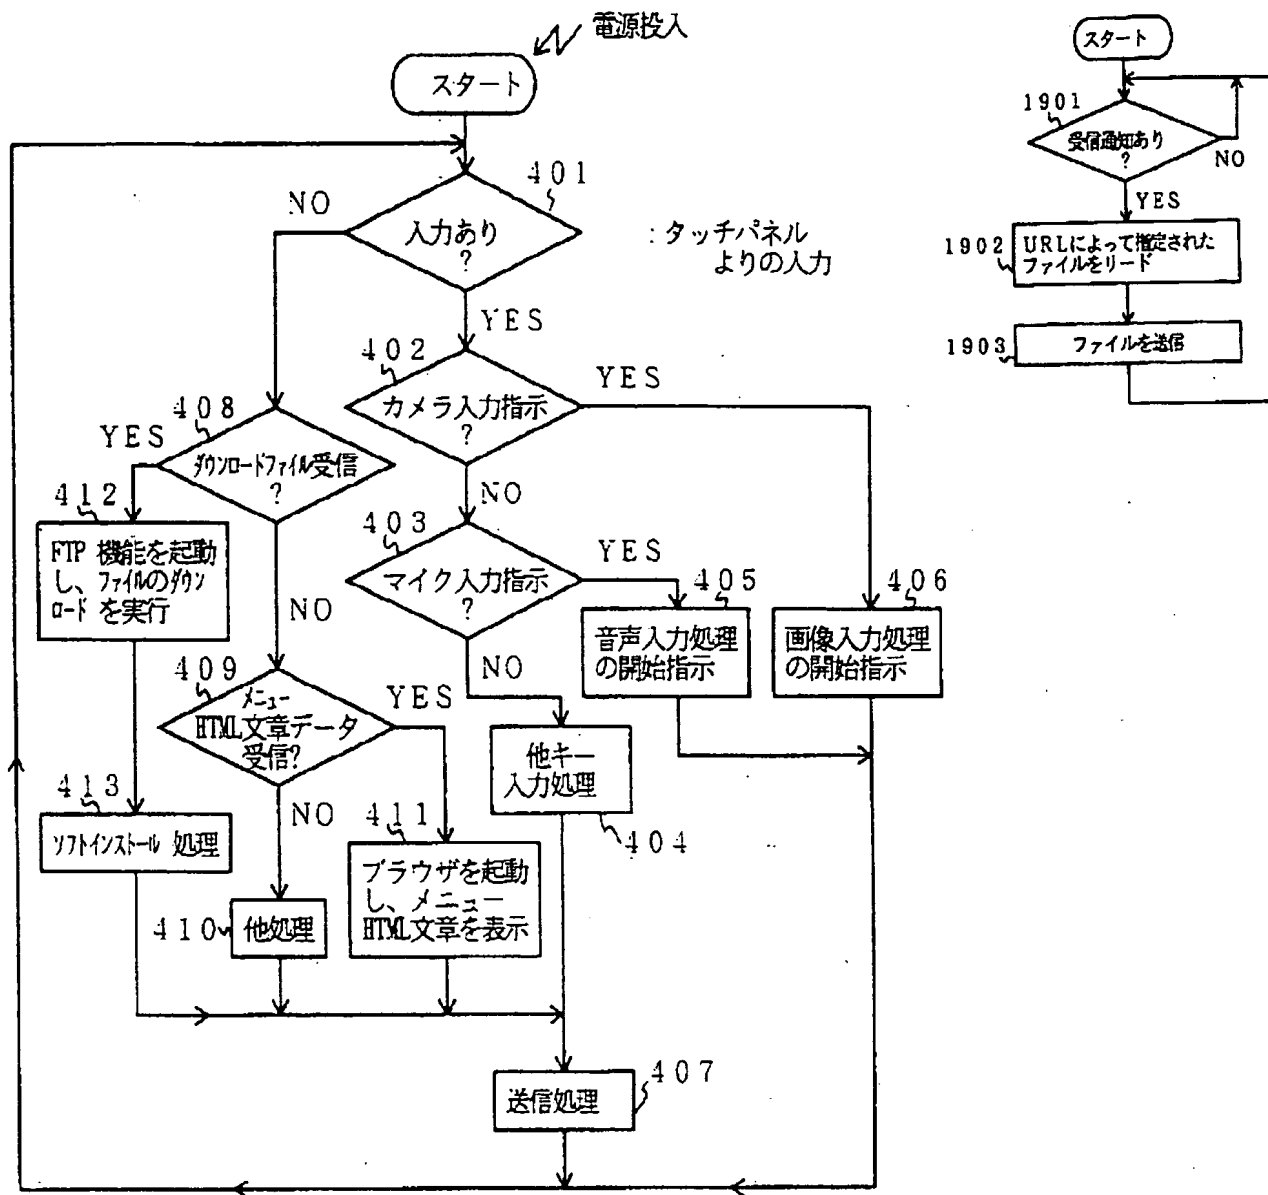 電源投入
スタート
401
NO
入力あり
?
:タッチパネル
よりの入力
YES
402
カメラ入力指示
?
YES
408
YES
ダウンロードファイル受信
?
NO
412
FTP 機能を起動
し、ファイルのダウン
ロード を実行
403
マイク入力指示
?
YES
405
音声入力処理
の開始指示
406
画像入力処理
の開始指示
NO
NO
409
メニュー
HTML文章データ
受信?
YES
他キー
入力処理
404
413
ソフトインストール 処理
NO
411
ブラウザを起動
し、メニュー
HTML文章を表示
410
他処理
407
送信処理
スタート
1901
受信通知あり
?
NO
YES
1902
URLによって指定された
ファイルをリード
1903
ファイルを送信